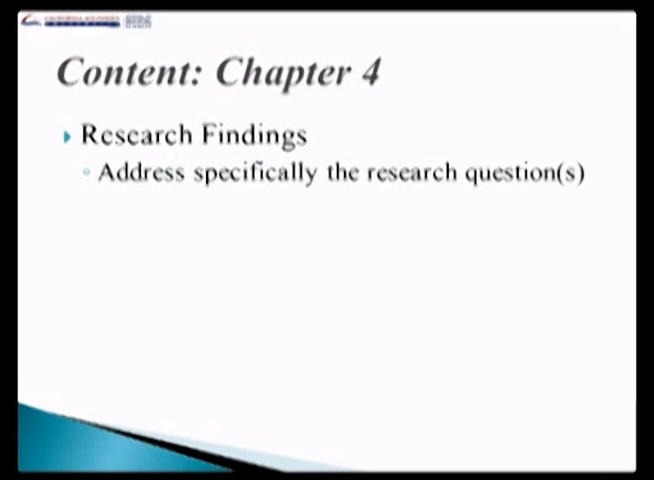 Content: Chapter 4
Research Findings
Address specifically the research question(s)